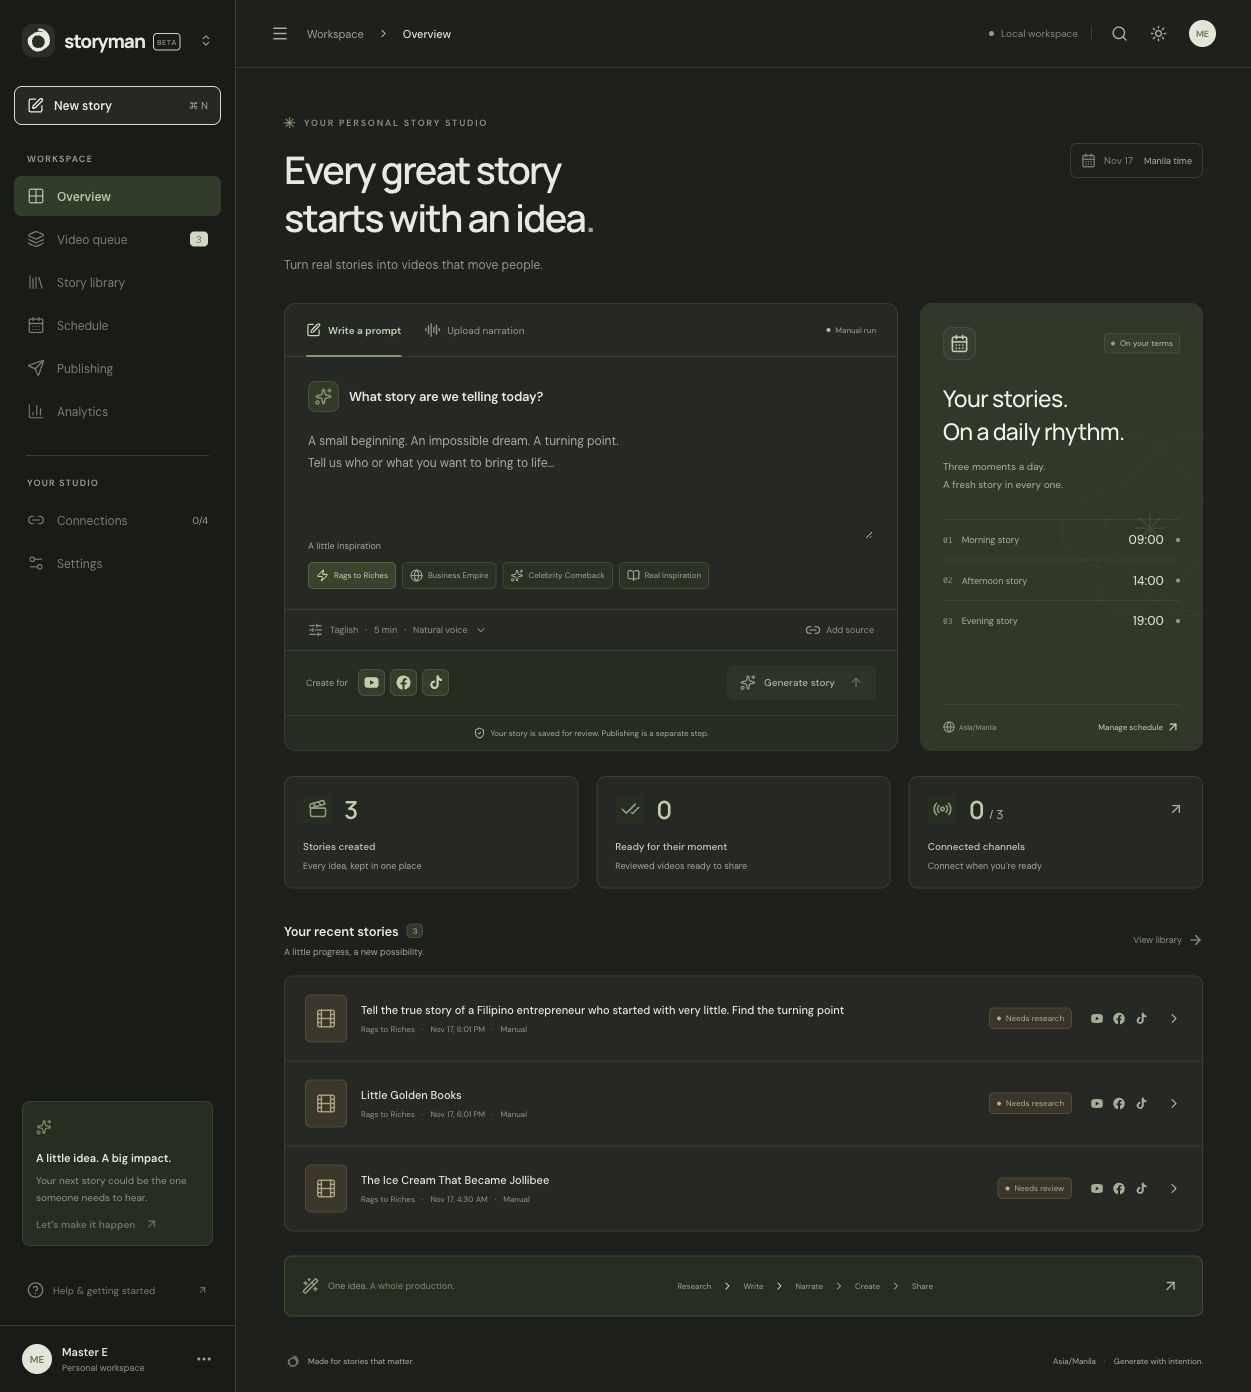 storyman BETA
New story ⌘ N
WORKSPACE
Overview
Video queue 3
Story library
Schedule
Publishing
Analytics
YOUR STUDIO
Connections 0/4
Settings
A little idea. A big impact.
Your next story could be the one
someone needs to hear.
Let's make it happen
Help & getting started
ME Master E
Personal workspace
Workspace > Overview
Local workspace
ME
YOUR PERSONAL STORY STUDIO
Every great story
starts with an idea.
Turn real stories into videos that move people.
Nov 17 Manila time
Write a prompt Upload narration Manual run
What story are we telling today?
A small beginning. An impossible dream. A turning point.
Tell us who or what you want to bring to life…
A little inspiration
Rags to Riches Business Empire Celebrity Comeback Real Inspiration
Taglish · 5 min · Natural voice Add source
Create for Generate story
Your story is saved for review. Publishing is a separate step.
On your terms
Your stories.
On a daily rhythm.
Three moments a day.
A fresh story in every one.
01 Morning story 09:00
02 Afternoon story 14:00
03 Evening story 19:00
Asia/Manila Manage schedule
3
Stories created
Every idea, kept in one place
0
Ready for their moment
Reviewed videos ready to share
0 / 3
Connected channels
Connect when you're ready
Your recent stories 3
A little progress, a new possibility.
View library
Tell the true story of a Filipino entrepreneur who started with very little. Find the turning point
Rags to Riches · Nov 17, 6:01 PM · Manual
Needs research
Little Golden Books
Rags to Riches · Nov 17, 6:01 PM · Manual
Needs research
The Ice Cream That Became Jollibee
Rags to Riches · Nov 17, 4:30 AM · Manual
Needs review
One idea. A whole production.
Research > Write > Narrate > Create > Share
Made for stories that matter.
Asia/Manila · Generate with intention.